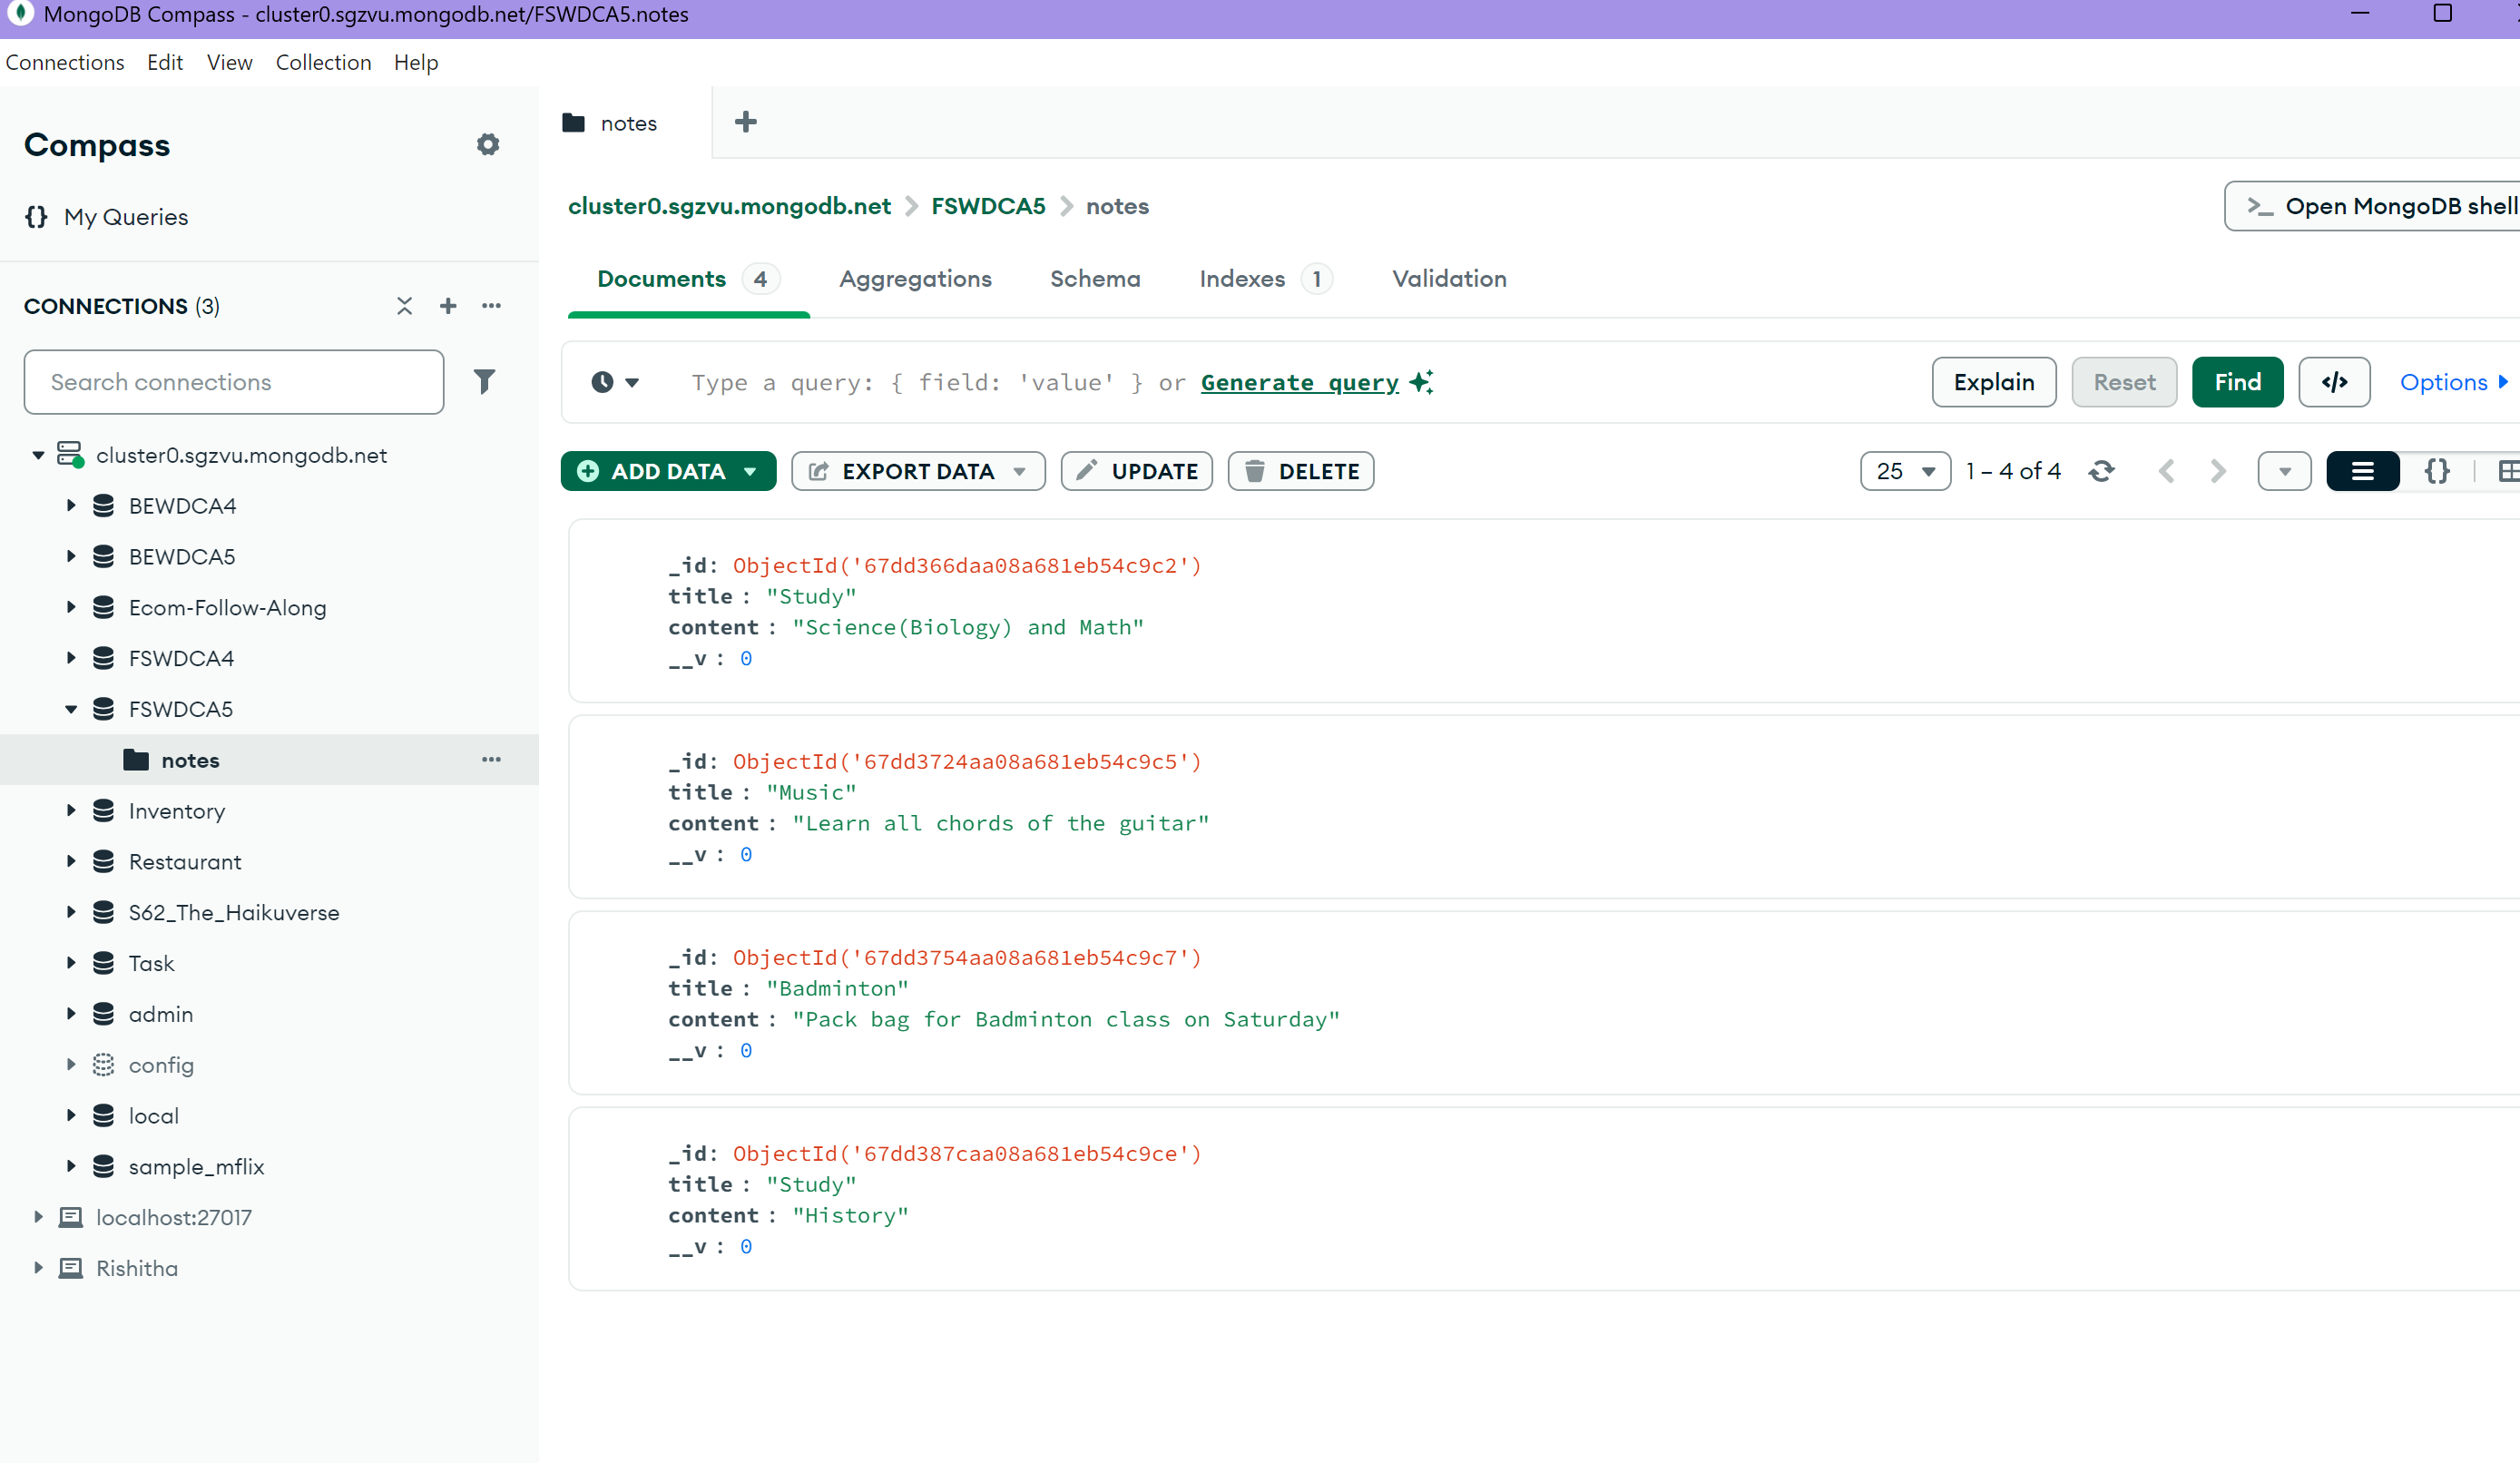 MongoDB Compass - cluster0.sgzvu.mongodb.net/FSWDCA5.notes
Connections Edit View Collection Help
Compass
{} My Queries
CONNECTIONS (3)
Search connections
cluster0.sgzvu.mongodb.net
BEWDCA4
BEWDCA5
Ecom-Follow-Along
FSWDCA4
FSWDCA5
notes
Inventory
Restaurant
S62_The_Haikuverse
Task
admin
config
local
sample_mflix
localhost:27017
Rishitha
notes
cluster0.sgzvu.mongodb.net > FSWDCA5 > notes
>_ Open MongoDB shell
Documents 4 Aggregations Schema Indexes 1 Validation
Type a query: { field: 'value' } or Generate query
Explain Reset Find </> Options
ADD DATA EXPORT DATA UPDATE DELETE
25 1 – 4 of 4 {}
_id: ObjectId('67dd366daa08a681eb54c9c2')
title : "Study"
content : "Science(Biology) and Math"
__v : 0
_id: ObjectId('67dd3724aa08a681eb54c9c5')
title : "Music"
content : "Learn all chords of the guitar"
__v : 0
_id: ObjectId('67dd3754aa08a681eb54c9c7')
title : "Badminton"
content : "Pack bag for Badminton class on Saturday"
__v : 0
_id: ObjectId('67dd387caa08a681eb54c9ce')
title : "Study"
content : "History"
__v : 0